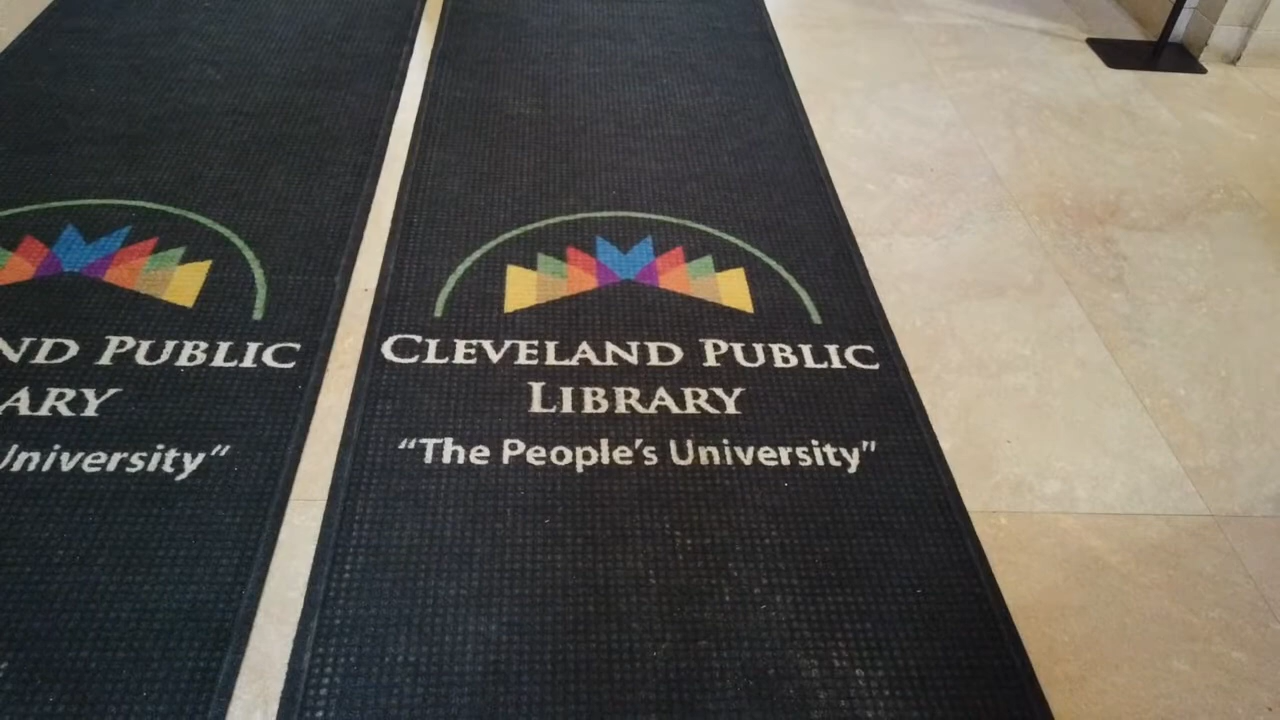 ND PUBLIC
ARY
University”
CLEVELAND PUBLIC
LIBRARY
“The People’s University”